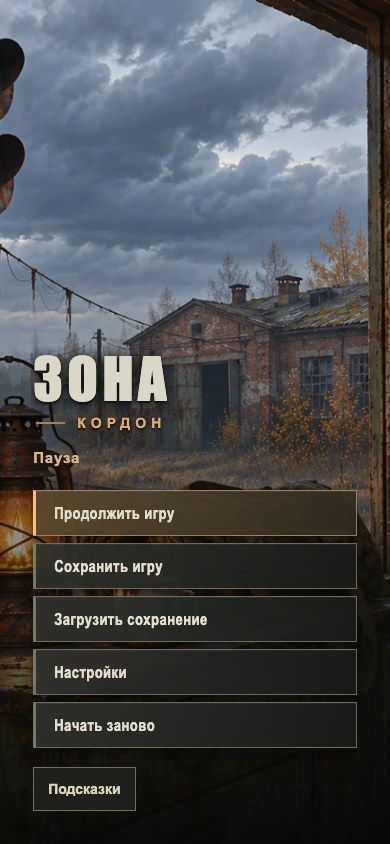 ЗОНА
КОРДОН
Пауза
Продолжить игру
Сохранить игру
Загрузить сохранение
Настройки
Начать заново
Подсказки